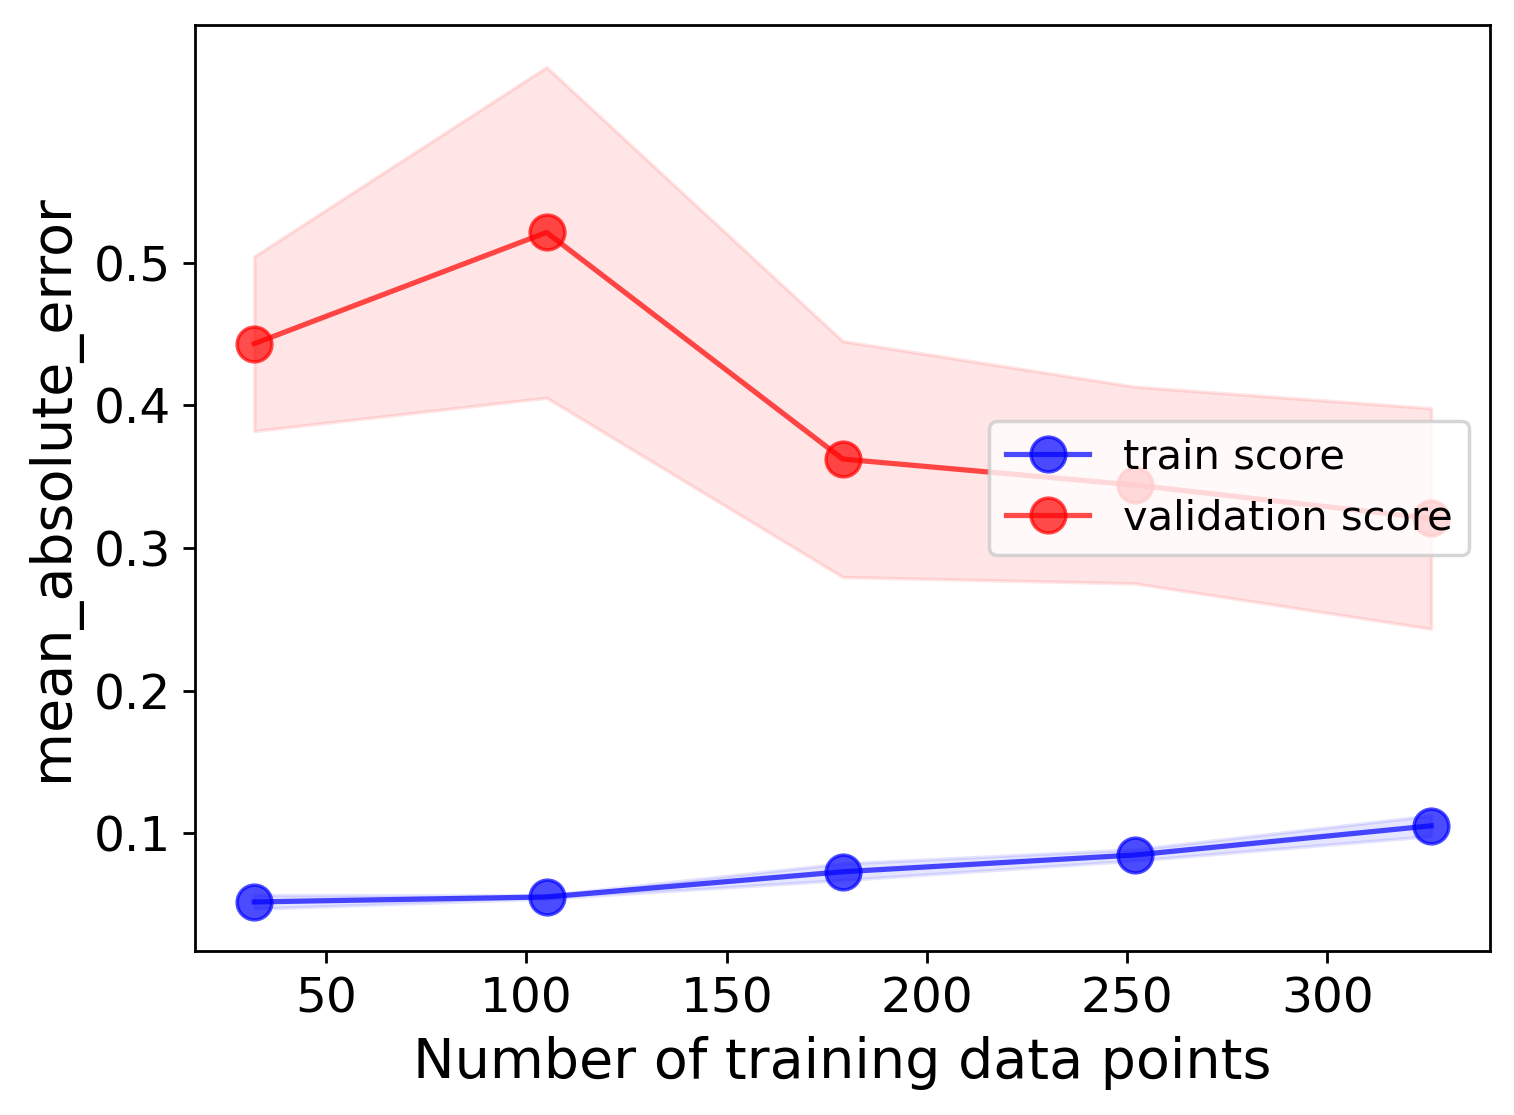 mean_absolute_error
0.5
0.4
0.3
0.2
0.1
train score
validation score
50 100 150 200 250 300
Number of training data points